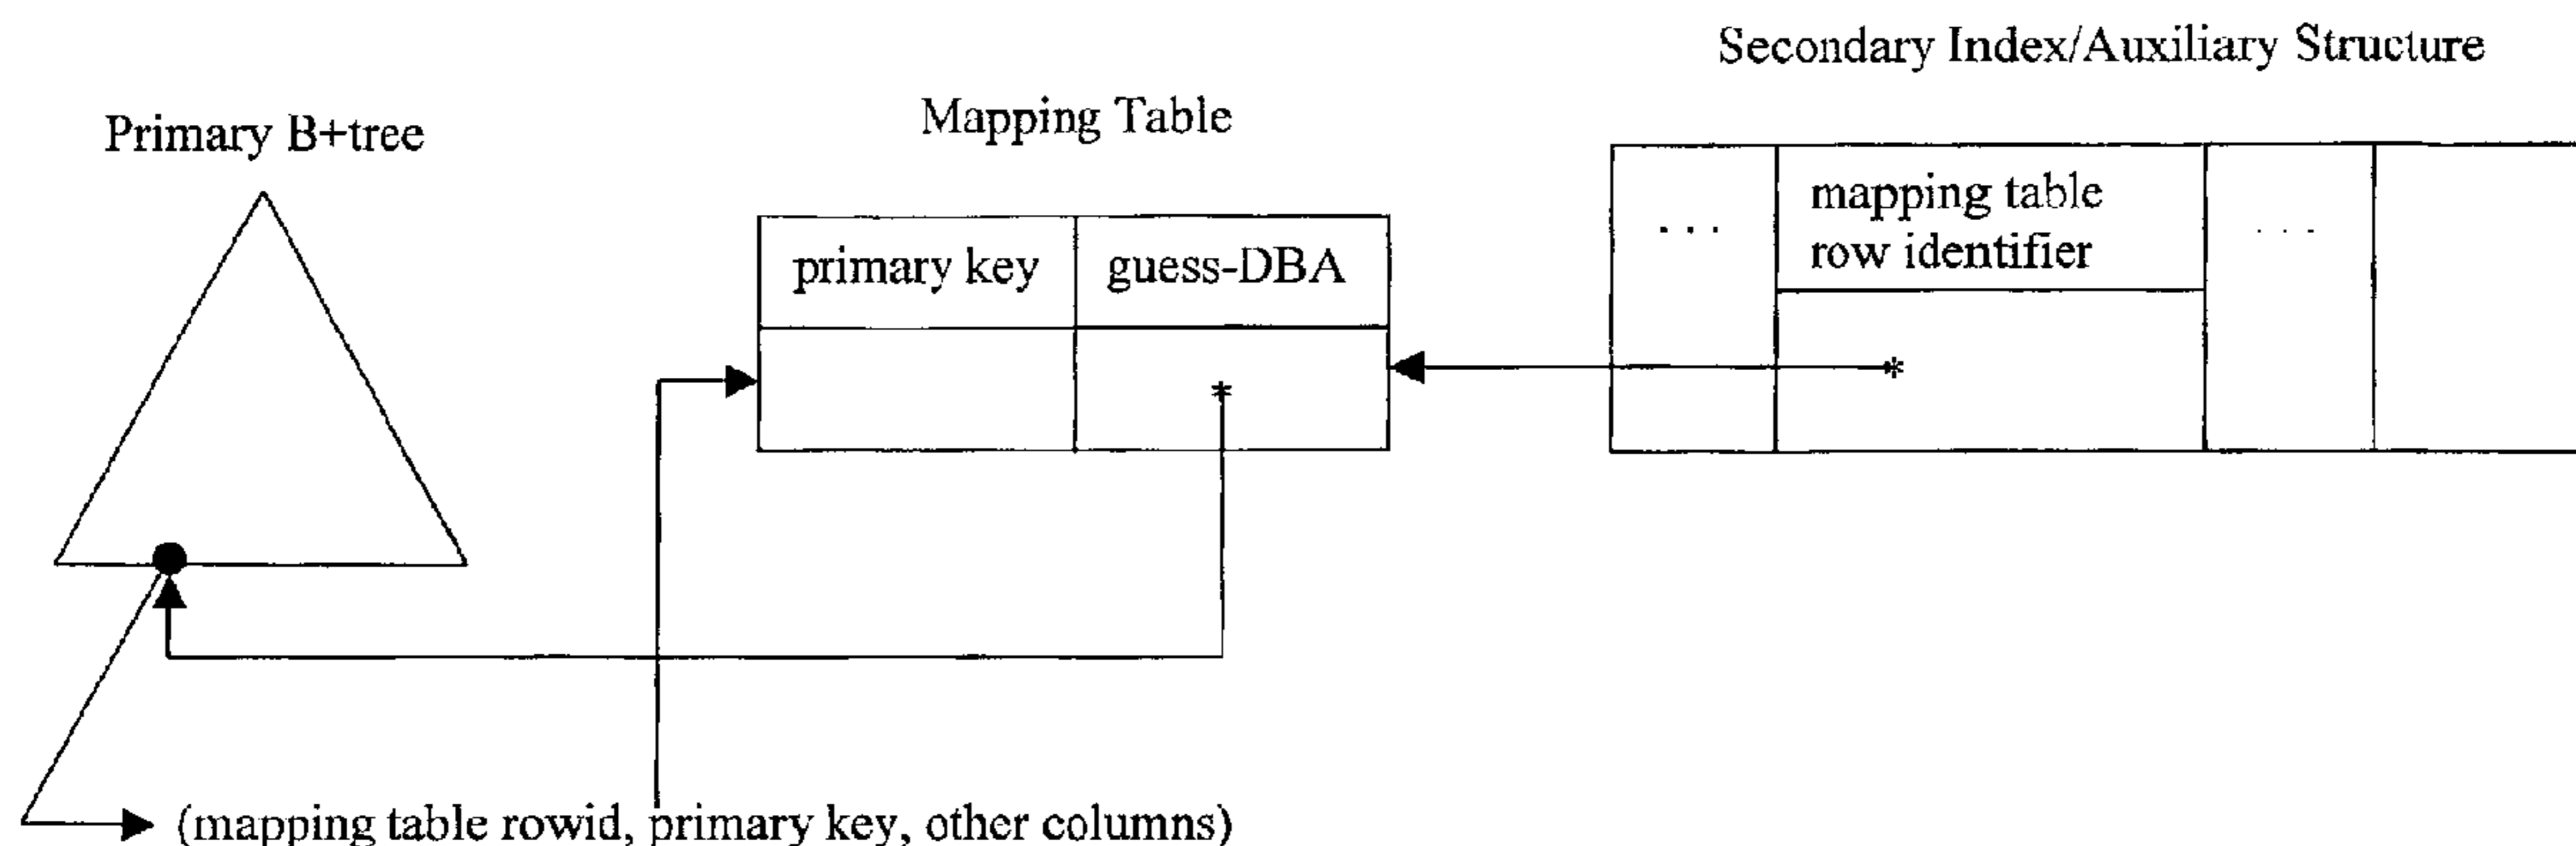 Secondary Index/Auxiliary Structure
Mapping Table
Primary B+tree
primary key
guess-DBA
. . .
mapping table
row identifier
. . .
*
*
(mapping table rowid, primary key, other columns)